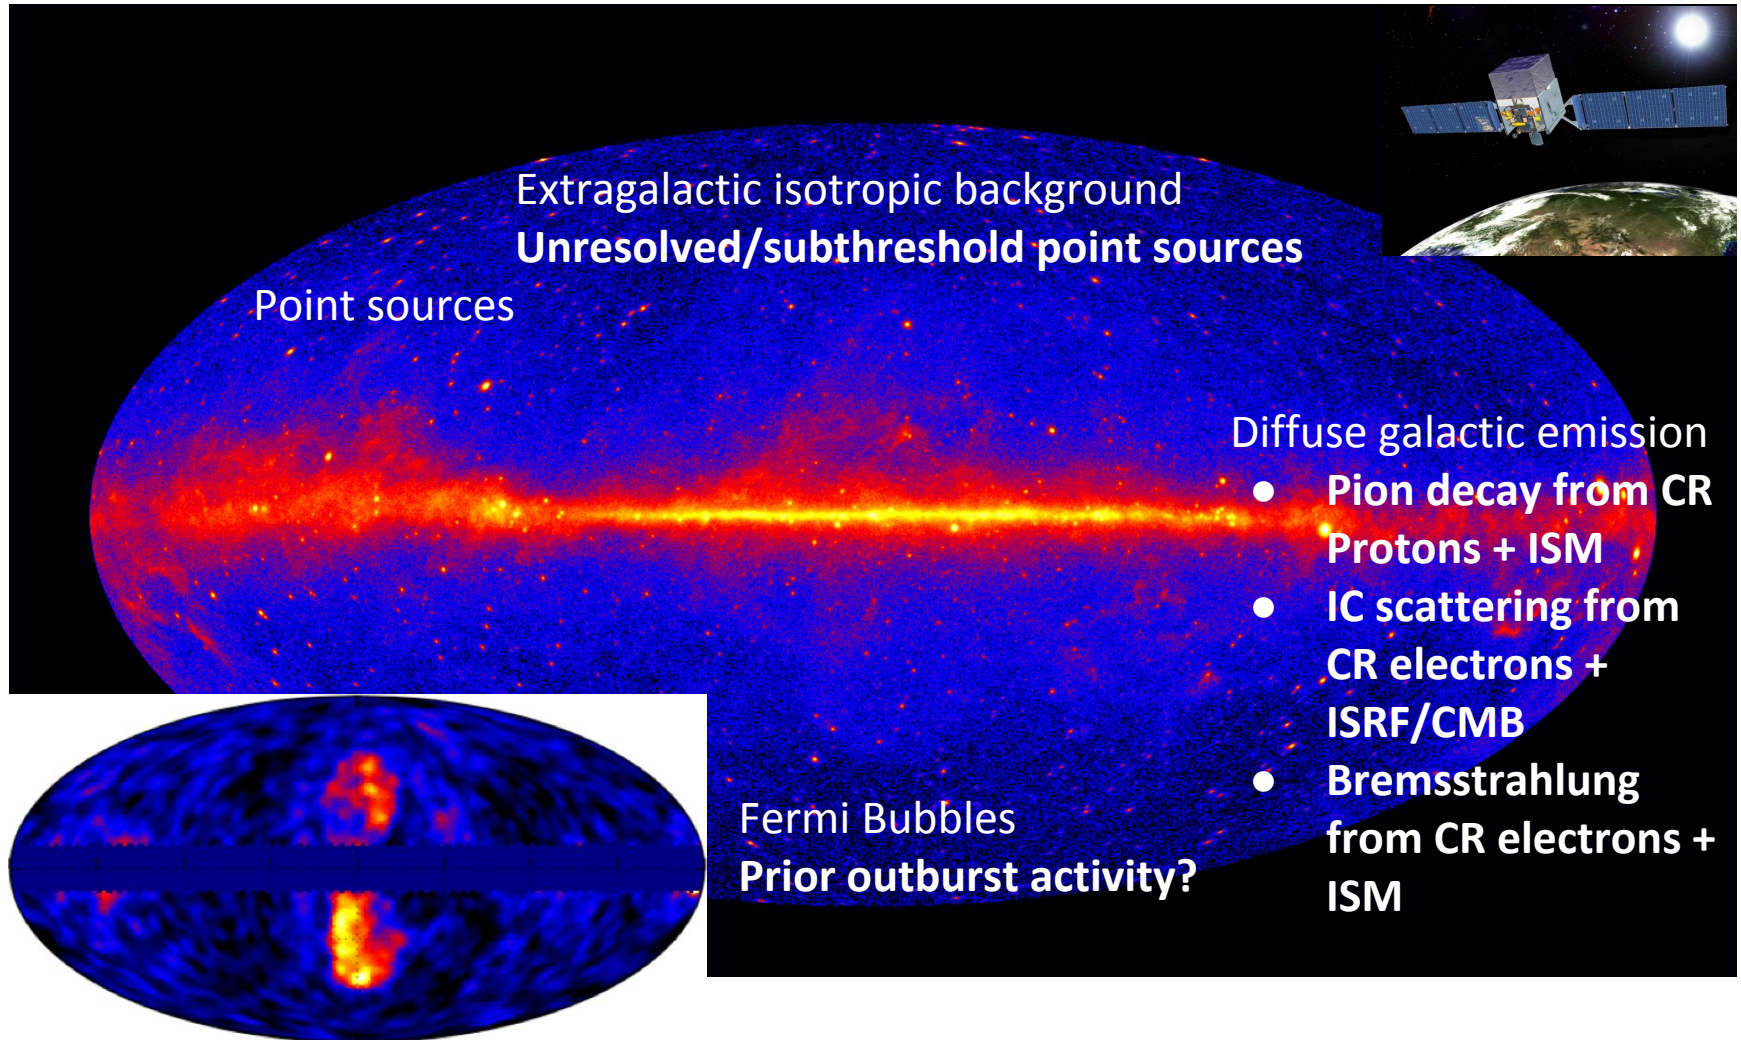 Extragalactic isotropic background
Unresolved/subthreshold point sources
Point sources
Diffuse galactic emission
● Pion decay from CR
Protons + ISM
● IC scattering from
CR electrons +
ISRF/CMB
● Bremsstrahlung
from CR electrons +
ISM
Fermi Bubbles
Prior outburst activity?